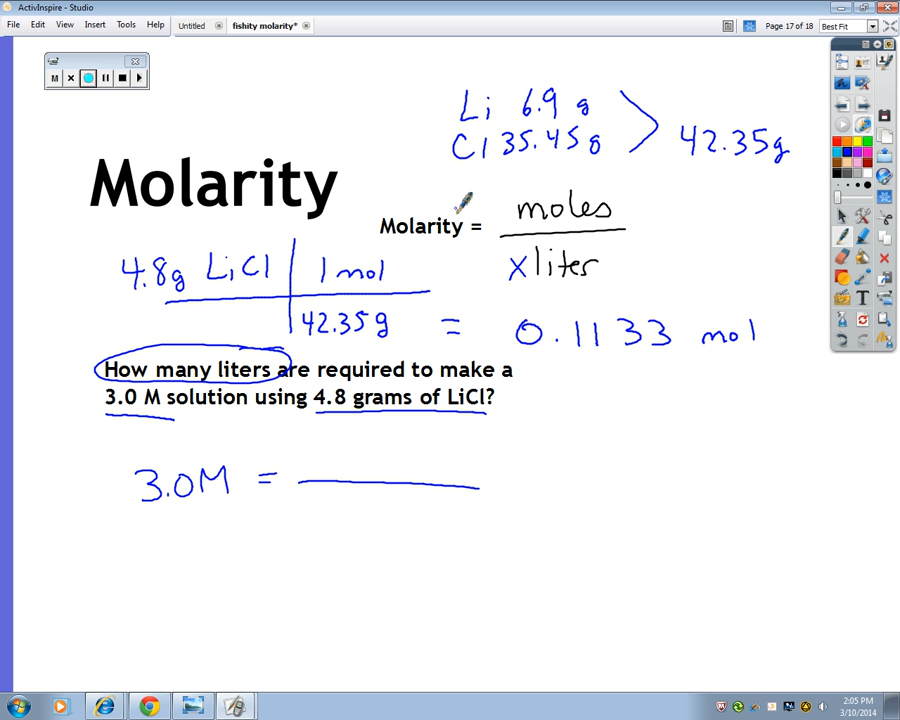 ActivInspire - Studio
File Edit View Insert Tools Help
Untitled
fishity molarity*
Page 17 of 18
Best Fit
M
Li 6.9 g
Cl 35.45g
42.35g
Molarity
Molarity = moles
xliter
4.8g LiCl 1 mol
42.35g = 0.1133 mol
How many liters are required to make a
3.0 M solution using 4.8 grams of LiCl?
3.0M =
T
2:05 PM
3/10/2014